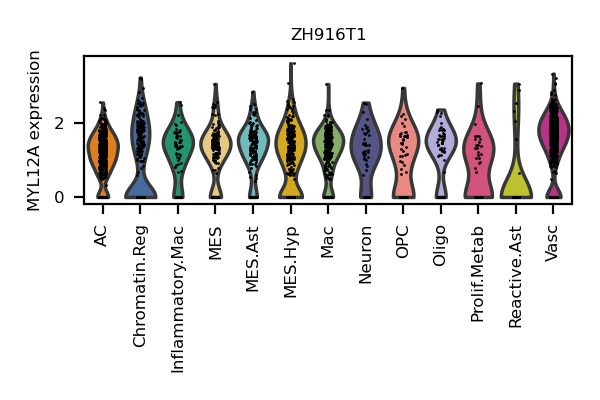 ZH916T1
MYL12A expression
2
0
AC
Chromatin.Reg
Inflammatory.Mac
MES
MES.Ast
MES.Hyp
Mac
Neuron
OPC
Oligo
Prolif.Metab
Reactive.Ast
Vasc